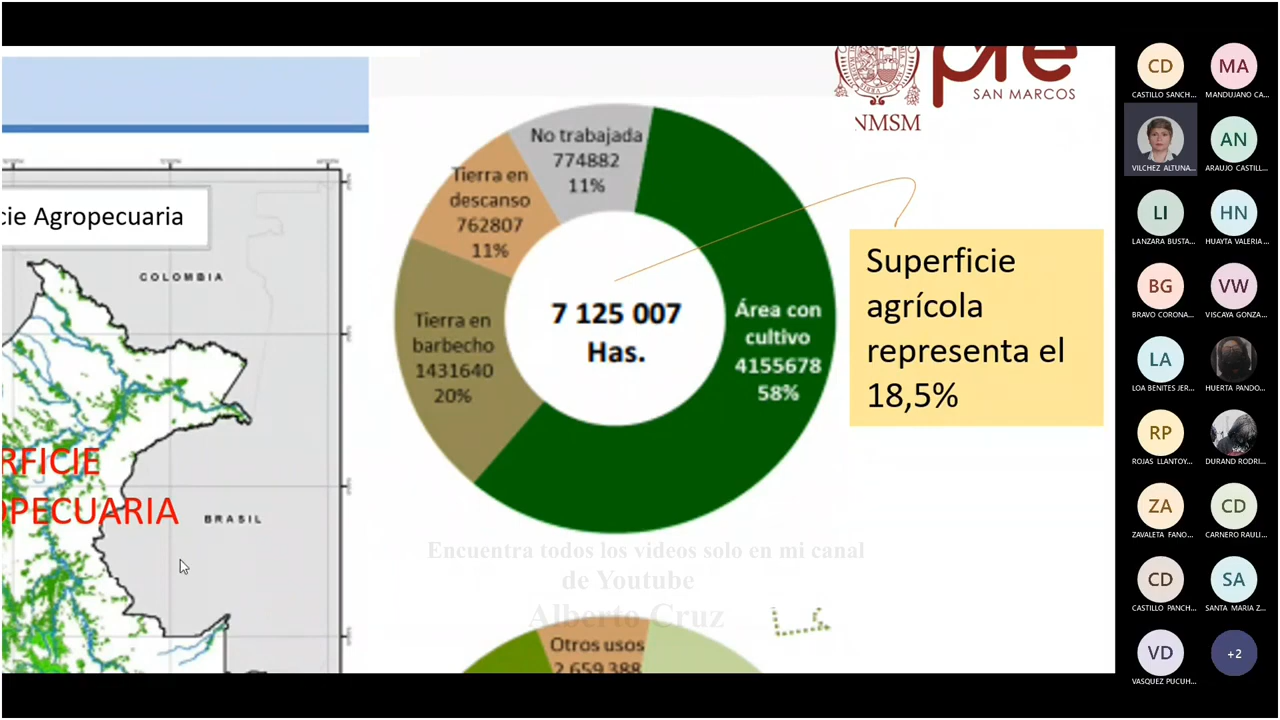 pre
SAN MARCOS
NMSM
cie Agropecuaria
COLOMBIA
RFICIE
OPECUARIA
BRASIL
No trabajada
774882
11%
Tierra en
descanso
762807
11%
Tierra en
barbecho
1431640
20%
7 125 007
Has.
Área con
cultivo
4155678
58%
Superficie
agrícola
representa el
18,5%
Encuentra todos los videos solo en mi canal
de Youtube
Alberto Cruz
Otros usos
2 659 388
CD
CASTILLO SANCH...
MA
MANDUJANO CA...
VILCHEZ ALTUNA...
AN
ARAUJO CASTILL...
LI
LANZARA BUSTA...
HN
HUAYTA VALERIA ...
BG
BRAVO CORONA...
VW
VISCAYA GONZA...
LA
LOA BENITES JER...
HUERTA PANDO...
RP
ROJAS LLANTOY...
DURAND RODRI...
ZA
ZAVALETA FANO...
CD
CARNERO RAULI...
CD
CASTILLO PANCH...
SA
SANTA MARIA Z...
VD
VASQUEZ PUCUH...
+2